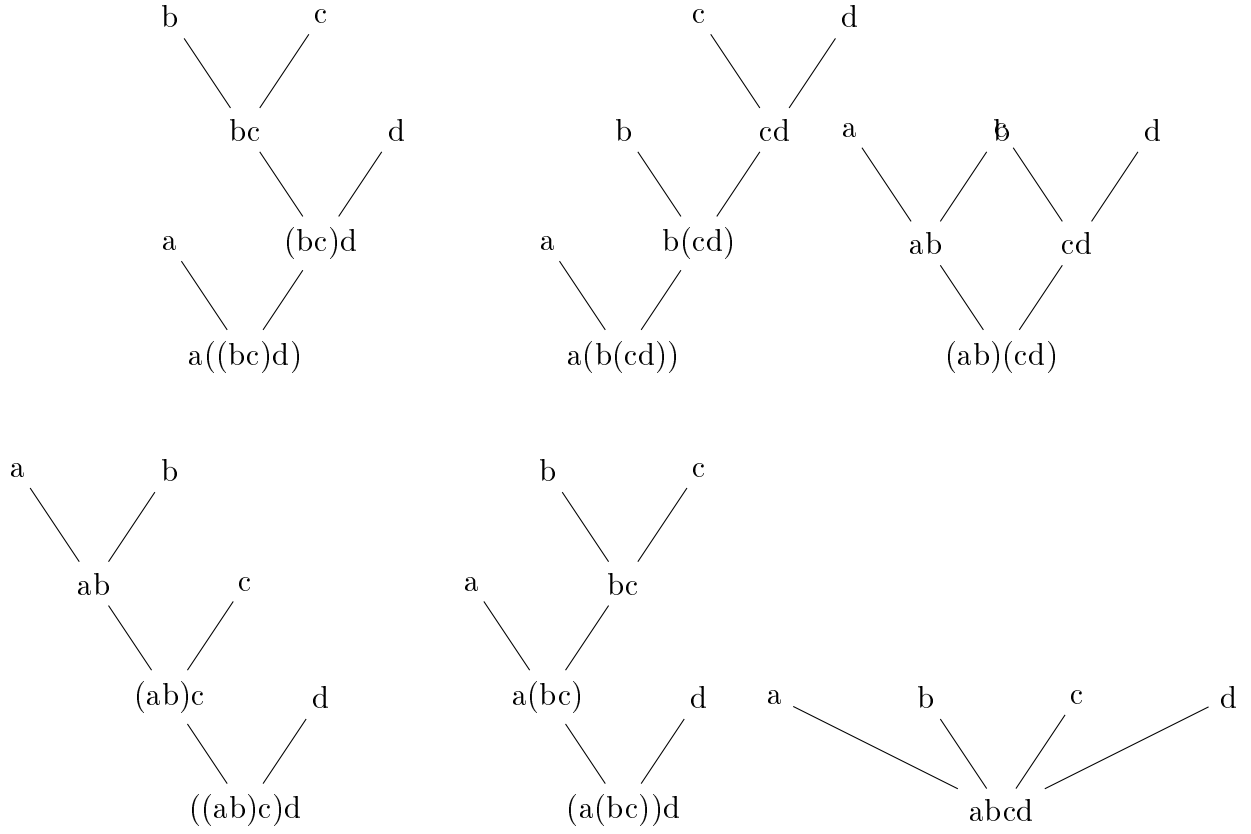 b c
bc d
a (bc)d
a((bc)d)
c d
b cd
a b(cd)
a(b(cd))
a b c d
ab cd
(ab)(cd)
a b
ab c
(ab)c d
((ab)c)d
b c
a bc
a(bc) d
(a(bc))d
a b c d
abcd